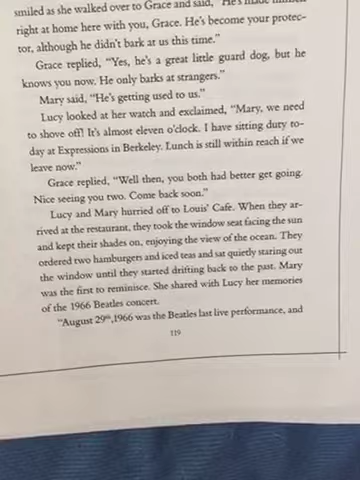 smiled as she walked over to Grace and said, "He's made himself
right at home here with you, Grace. He's become your protec-
tor, although he didn't bark at us this time."
Grace replied, "Yes, he's a great little guard dog, but he
knows you now. He only barks at strangers."
Mary said, "He's getting used to us."
Lucy looked at her watch and exclaimed, "Mary, we need
to shove off! It's almost eleven o'clock. I have sitting duty to-
day at Expressions in Berkeley. Lunch is still within reach if we
leave now."
Grace replied, "Well then, you both had better get going.
Nice seeing you two. Come back soon."
Lucy and Mary hurried off to Louis' Cafe. When they ar-
rived at the restaurant, they took the window seat facing the sun
and kept their shades on, enjoying the view of the ocean. They
ordered two hamburgers and iced teas and sat quietly staring out
the window until they started drifting back to the past. Mary
was the first to reminisce. She shared with Lucy her memories
of the 1966 Beatles concert.
"August 29th,1966 was the Beatles last live performance, and
119